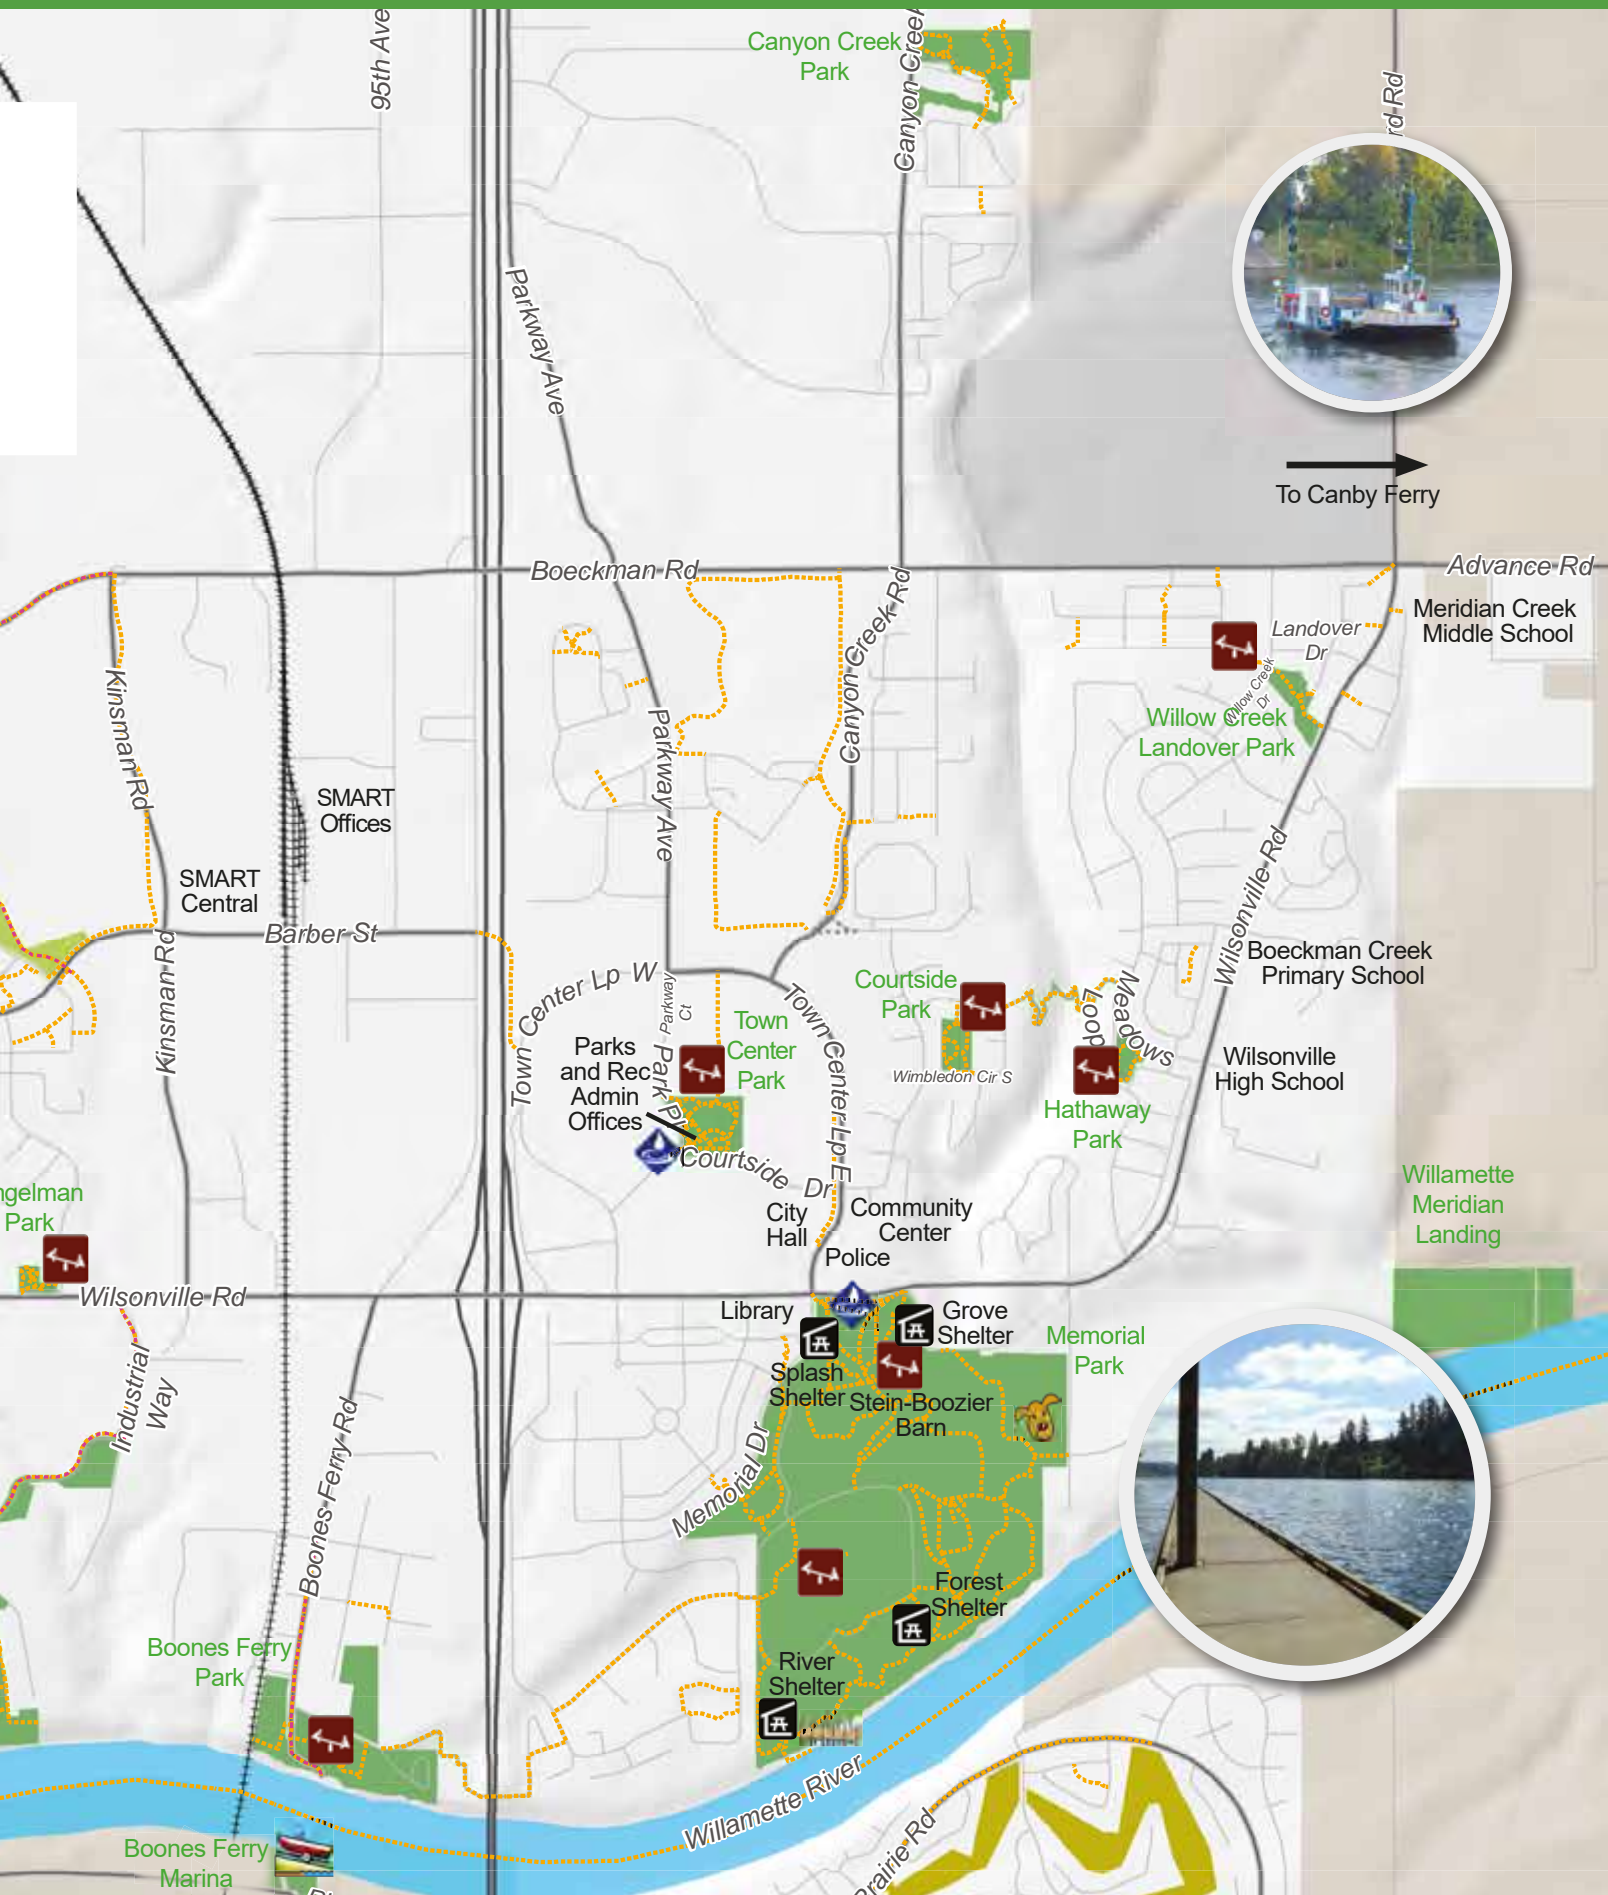 95th Ave
Canyon Creek
Park
Canyon Creek
rd Rd
Parkway Ave
To Canby Ferry
Boeckman Rd
Advance Rd
Canyon Creek Rd
Meridian Creek
Middle School
Landover
Dr
Willow Creek
Dr
Willow Creek
Landover Park
Kinsman Rd
Parkway Ave
SMART
Offices
SMART
Central
Wilsonville Rd
Barber St
Kinsman Rd
Boeckman Creek
Primary School
Town Center Lp W
Parkway
Ct
Courtside
Park
Meadows
Loop
Town Center Lp E
Town
Center
Park
Parks
and Rec
Admin
Offices
Park Pl
Wimbledon Cir S
Wilsonville
High School
Hathaway
Park
Courtside Dr
Willamette
Meridian
Landing
ngelman
Park
City
Hall
Community
Center
Police
Wilsonville Rd
Library
Grove
Shelter
Memorial
Park
Splash
Shelter
Stein-Boozier
Barn
Industrial
Way
Boones Ferry Rd
Memorial Dr
Forest
Shelter
River
Shelter
Boones Ferry
Park
Willamette River
Boones Ferry
Marina
Prairie Rd